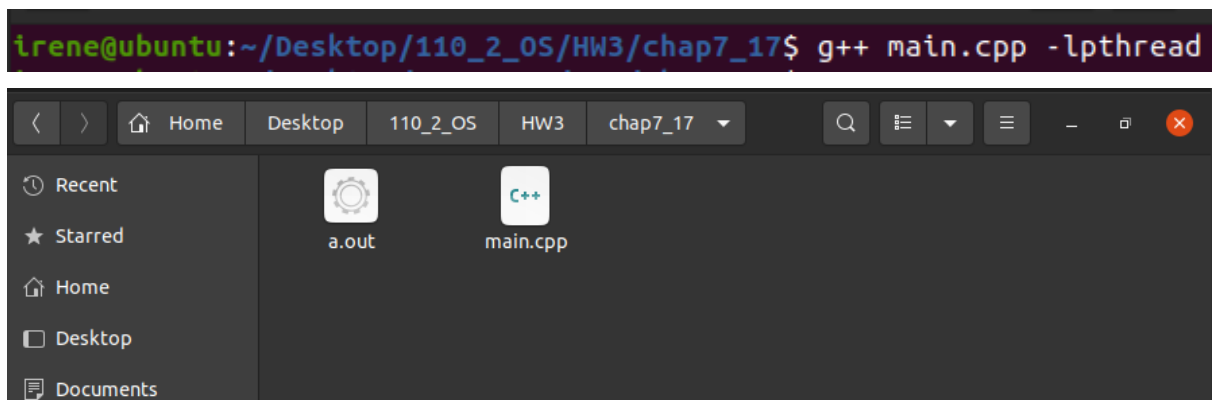 irene@ubuntu:~/Desktop/110_2_OS/HW3/chap7_17$ g++ main.cpp -lpthread
Home Desktop 110_2_OS HW3 chap7_17
Recent
Starred
Home
Desktop
Documents
C++
a.out main.cpp